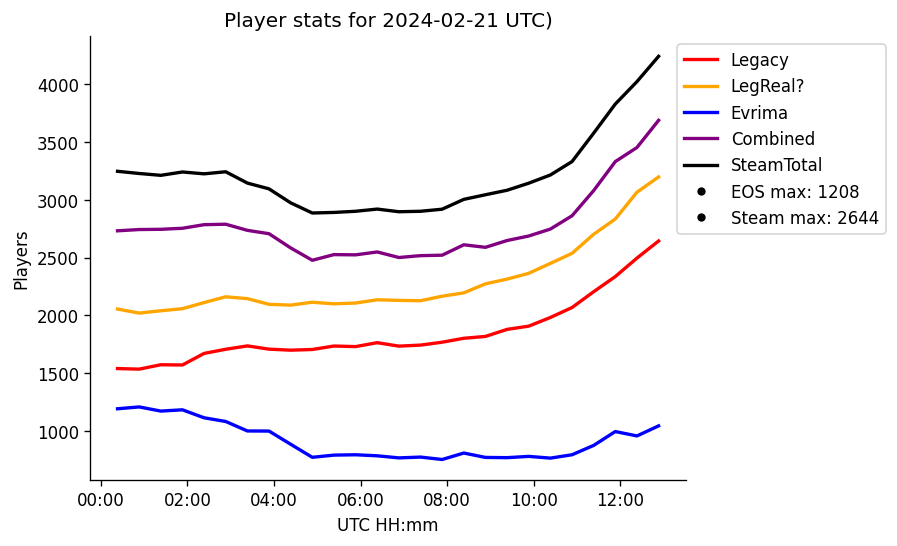 Player stats for 2024-02-21 UTC)
Players
4000
3500
3000
2500
2000
1500
1000
00:00 02:00 04:00 06:00 08:00 10:00 12:00
UTC HH:mm
Legacy
LegReal?
Evrima
Combined
SteamTotal
EOS max: 1208
Steam max: 2644